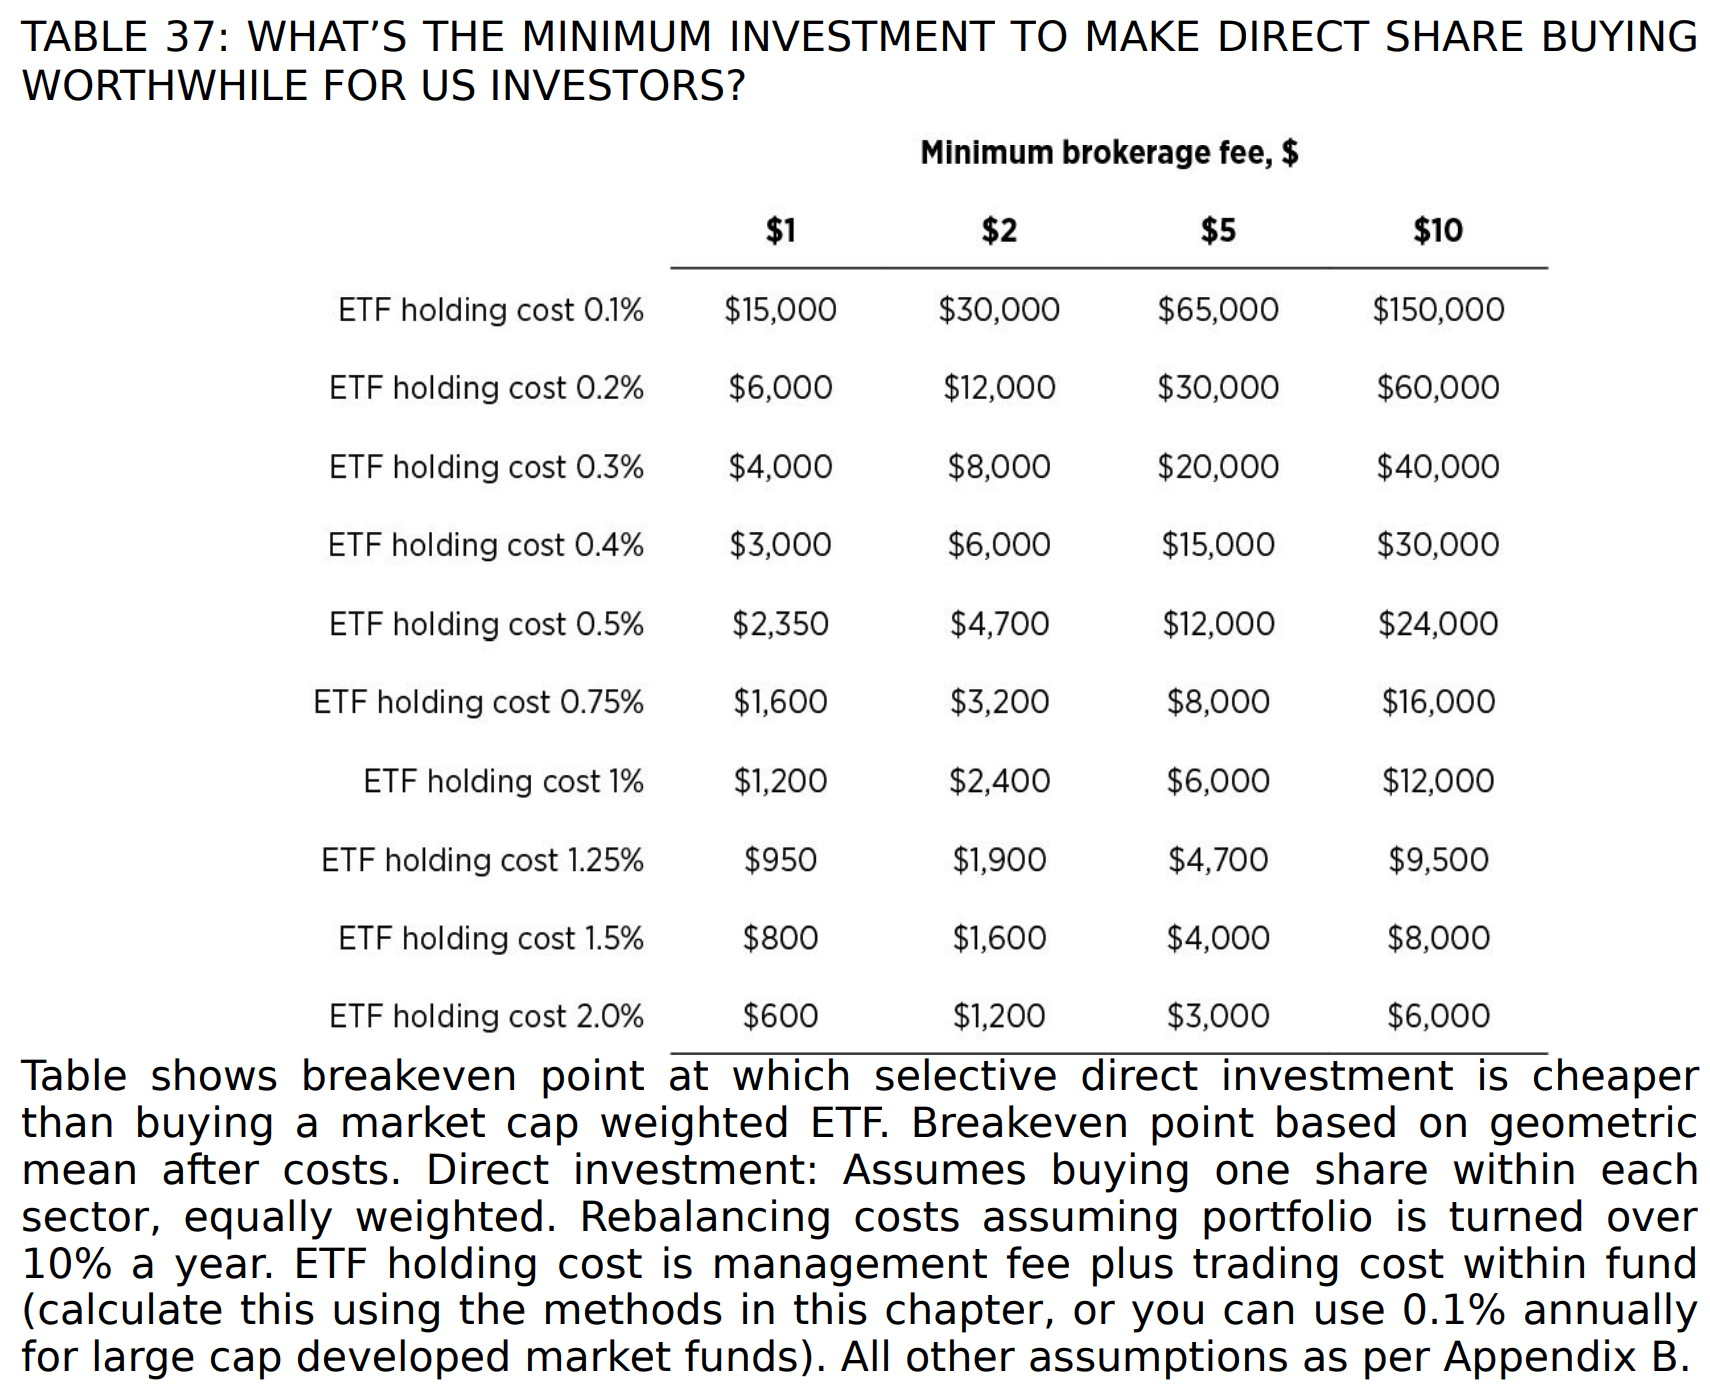 TABLE 37: WHAT’S THE MINIMUM INVESTMENT TO MAKE DIRECT SHARE BUYING
WORTHWHILE FOR US INVESTORS?
Minimum brokerage fee, $
$1 $2 $5 $10
ETF holding cost 0.1% $15,000 $30,000 $65,000 $150,000
ETF holding cost 0.2% $6,000 $12,000 $30,000 $60,000
ETF holding cost 0.3% $4,000 $8,000 $20,000 $40,000
ETF holding cost 0.4% $3,000 $6,000 $15,000 $30,000
ETF holding cost 0.5% $2,350 $4,700 $12,000 $24,000
ETF holding cost 0.75% $1,600 $3,200 $8,000 $16,000
ETF holding cost 1% $1,200 $2,400 $6,000 $12,000
ETF holding cost 1.25% $950 $1,900 $4,700 $9,500
ETF holding cost 1.5% $800 $1,600 $4,000 $8,000
ETF holding cost 2.0% $600 $1,200 $3,000 $6,000
Table shows breakeven point at which selective direct investment is cheaper
than buying a market cap weighted ETF. Breakeven point based on geometric
mean after costs. Direct investment: Assumes buying one share within each
sector, equally weighted. Rebalancing costs assuming portfolio is turned over
10% a year. ETF holding cost is management fee plus trading cost within fund
(calculate this using the methods in this chapter, or you can use 0.1% annually
for large cap developed market funds). All other assumptions as per Appendix B.